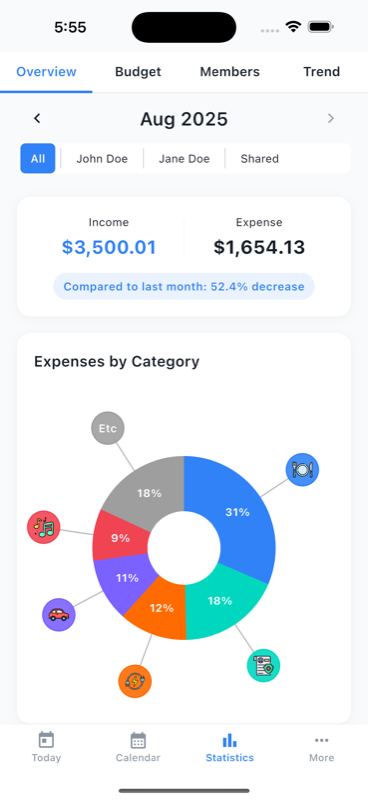 5:55
Overview Budget Members Trend
Aug 2025
All John Doe Jane Doe Shared
Income Expense
$3,500.01 $1,654.13
Compared to last month: 52.4% decrease
Expenses by Category
Etc
18%
31%
9%
11%
18%
12%
Today Calendar Statistics More